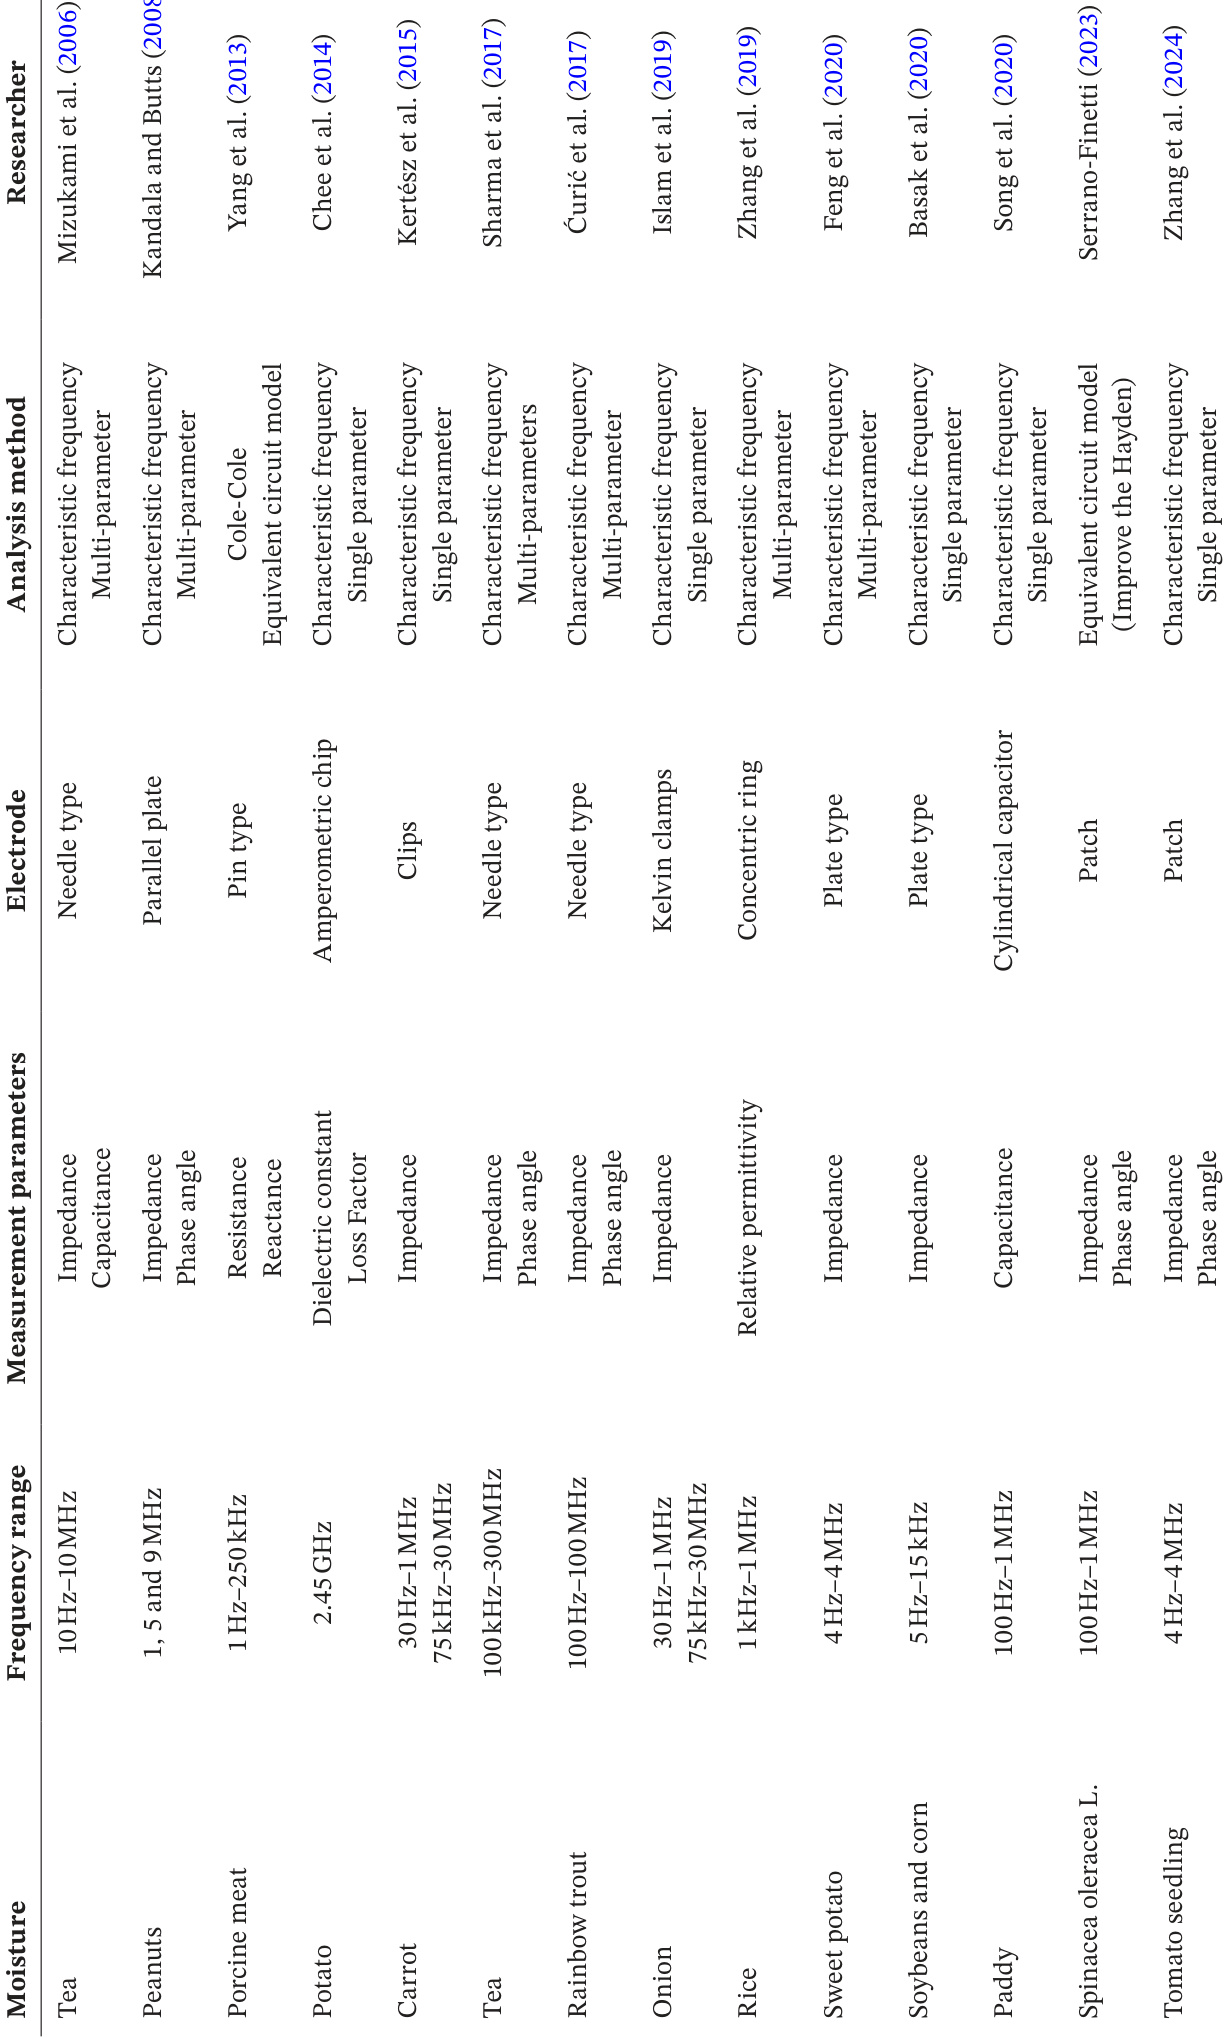 Moisture Frequency range Measurement parameters Electrode Analysis method Researcher
Tea 10 Hz–10 MHz Impedance Needle type Characteristic frequency Mizukami et al. (2006)
Capacitance Multi-parameter
Peanuts 1, 5 and 9 MHz Impedance Parallel plate Characteristic frequency Kandala and Butts (2008
Phase angle Multi-parameter
Porcine meat 1 Hz–250 kHz Resistance Pin type Cole-Cole Yang et al. (2013)
Reactance Equivalent circuit model
Potato 2.45 GHz Dielectric constant Amperometric chip Characteristic frequency Chee et al. (2014)
Loss Factor Single parameter
Carrot 30 Hz–1 MHz Impedance Clips Characteristic frequency Kertész et al. (2015)
75 kHz–30 MHz Single parameter
Tea 100 kHz–300 MHz Impedance Needle type Characteristic frequency Sharma et al. (2017)
Phase angle Multi-parameters
Rainbow trout 100 Hz–100 MHz Impedance Needle type Characteristic frequency Ćurić et al. (2017)
Phase angle Multi-parameter
Onion 30 Hz–1 MHz Impedance Kelvin clamps Characteristic frequency Islam et al. (2019)
75 kHz–30 MHz Single parameter
Rice 1 kHz–1 MHz Relative permittivity Concentric ring Characteristic frequency Zhang et al. (2019)
Multi-parameter
Sweet potato 4 Hz–4 MHz Impedance Plate type Characteristic frequency Feng et al. (2020)
Multi-parameter
Soybeans and corn 5 Hz–15 kHz Impedance Plate type Characteristic frequency Basak et al. (2020)
Single parameter
Paddy 100 Hz–1 MHz Capacitance Cylindrical capacitor Characteristic frequency Song et al. (2020)
Single parameter
Spinacea oleracea L. 100 Hz–1 MHz Impedance Patch Equivalent circuit model Serrano-Finetti (2023)
Phase angle (Improve the Hayden)
Tomato seedling 4 Hz–4 MHz Impedance Patch Characteristic frequency Zhang et al. (2024)
Phase angle Single parameter